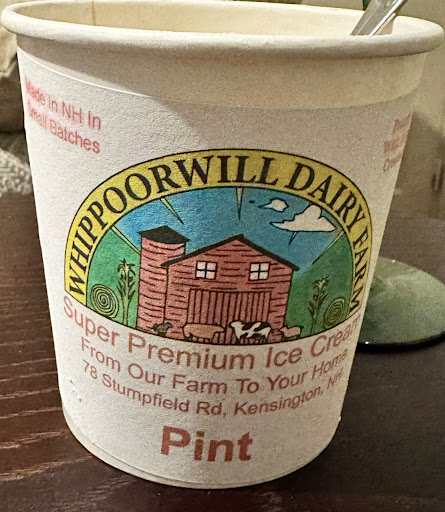 Made in NH In
Small Batches
WHIPPOORWILL DAIRY FARM
Super Premium Ice Cream
From Our Farm To Your Home
78 Stumpfield Rd, Kensington, NH
Pint